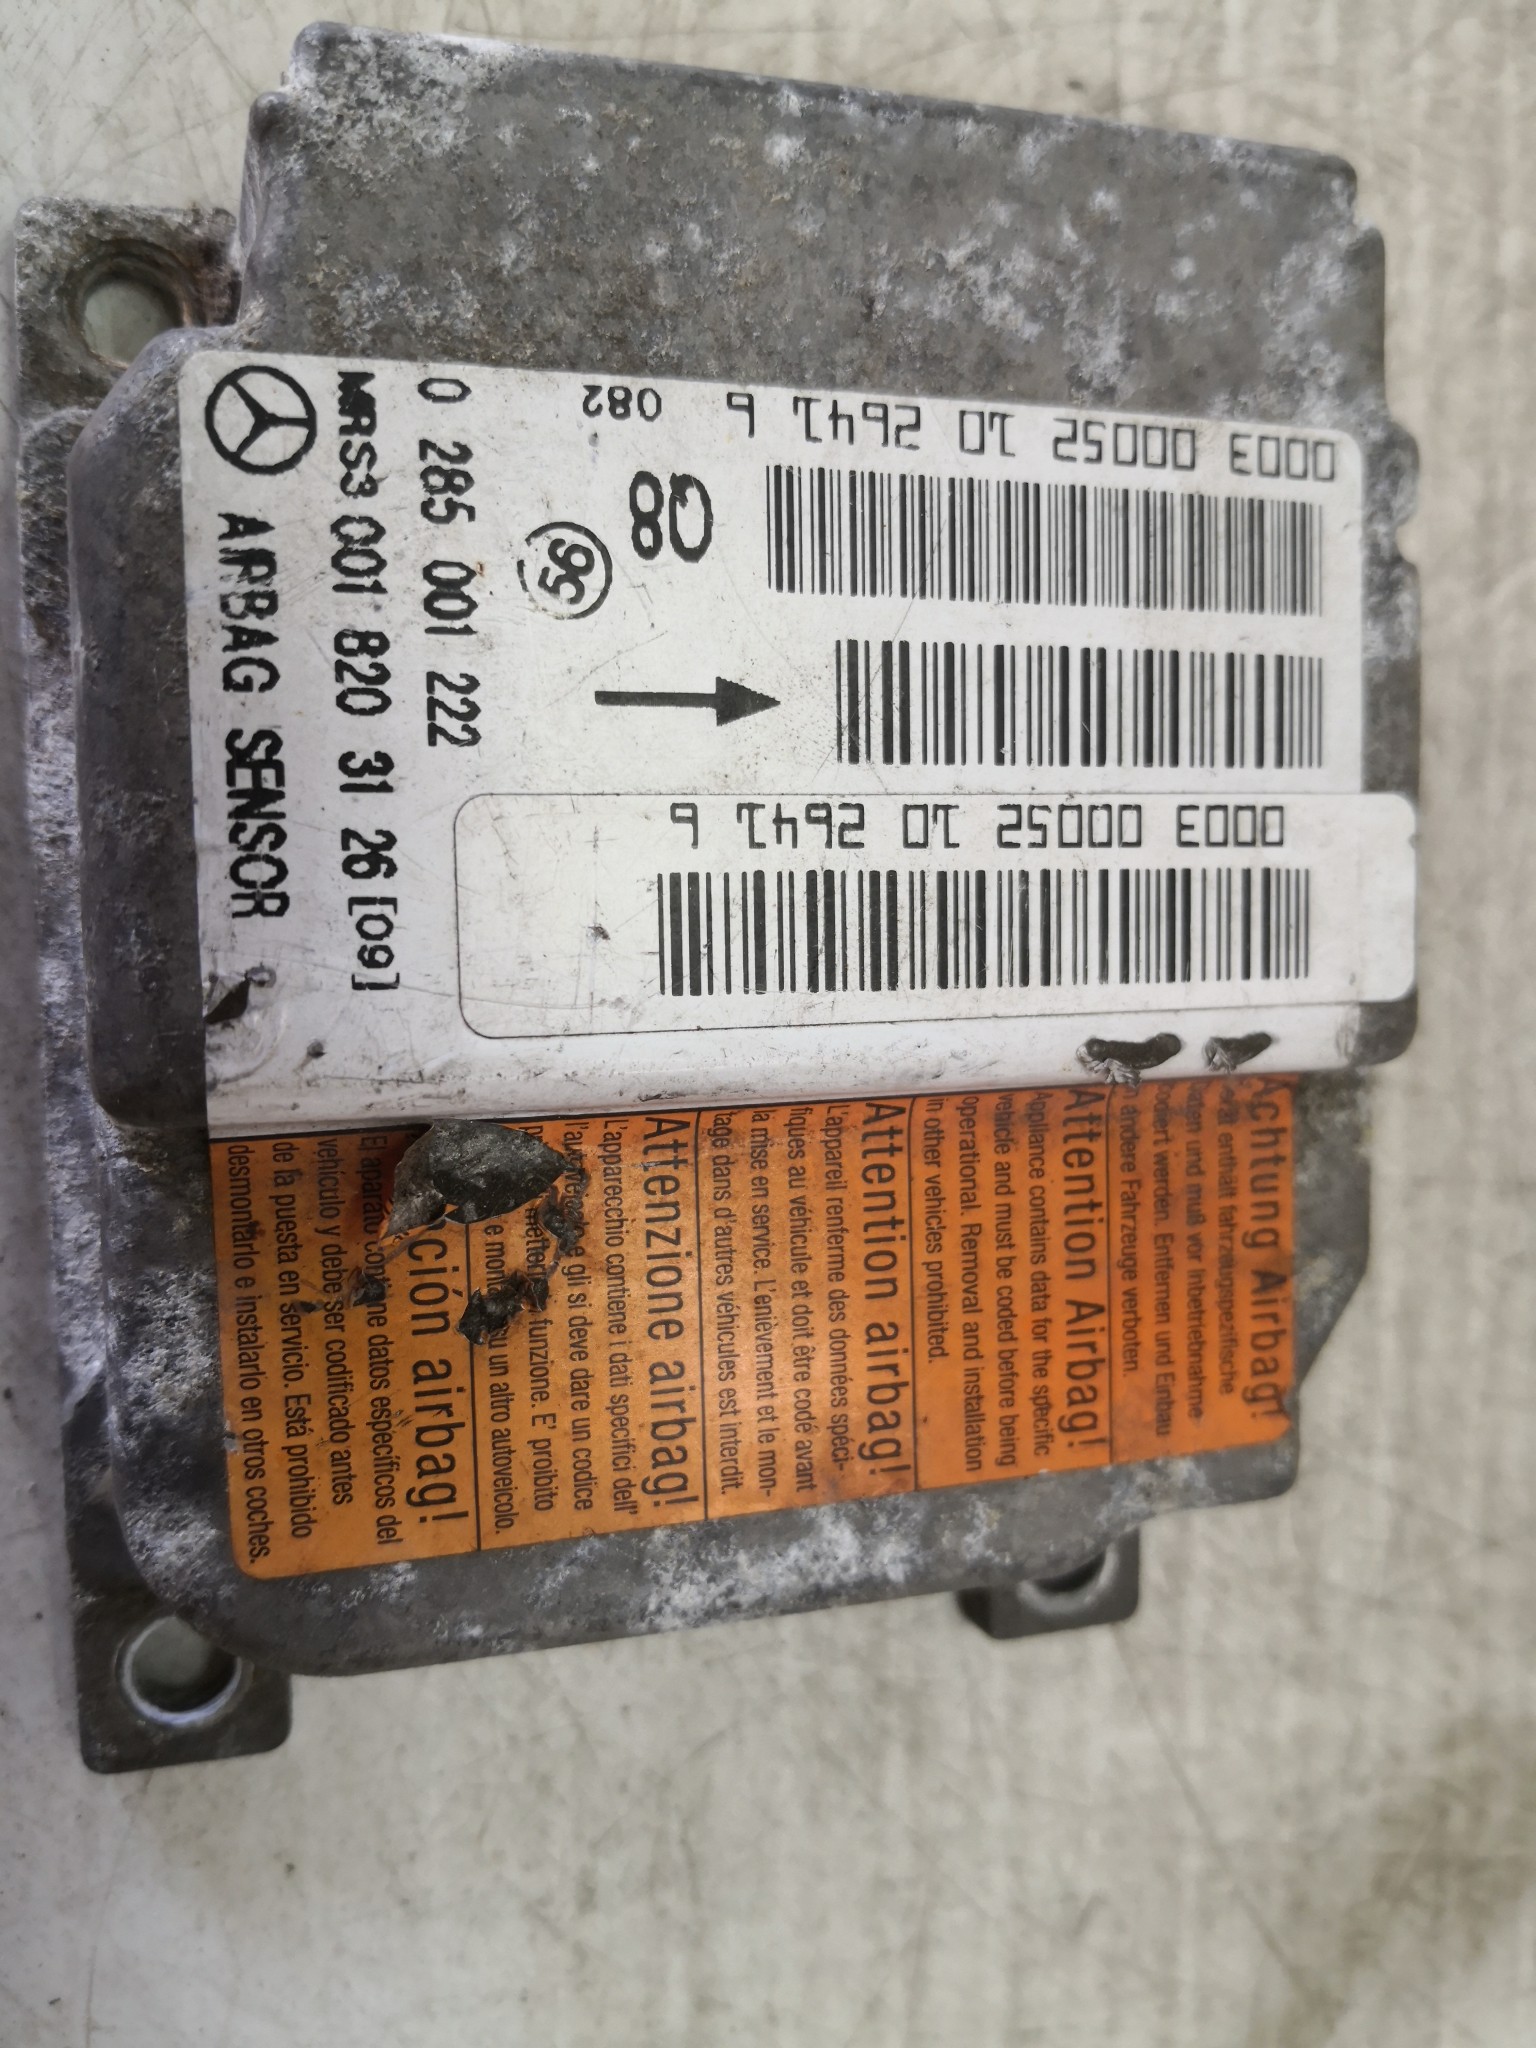 0003 00052 10 2641 6
082
Q8
0 285 001 222
MRS3 001 820 31 26 [09]
AIRBAG SENSOR
0003 00052 10 2641 6
Achtung Airbag!
enthält fahrzeugspezifische
und muß vor Inbetriebnahme
codiert werden. Entfernen und Einbau
in andere Fahrzeuge verboten.
Attention Airbag!
Appliance contains data for the specific
vehicle and must be coded before being
operational. Removal and installation
in other vehicles prohibited.
Attention airbag!
L'appareil renferme des données spéci-
fiques au véhicule et doit être codé avant
la mise en service. L'enièvement et le mon-
tage dans d'autres véhicules est interdit.
Attenzione airbag!
L'apparecchio contiene i dati specifici dell'
e gli si deve dare un codice
funzione. E' proibito
e su un altro autoveicolo.
ción airbag!
El aparato contiene datos específicos del
vehículo y debe ser codificado antes
de la puesta en servicio. Está prohibido
desmontarlo e instalarlo en otros coches.